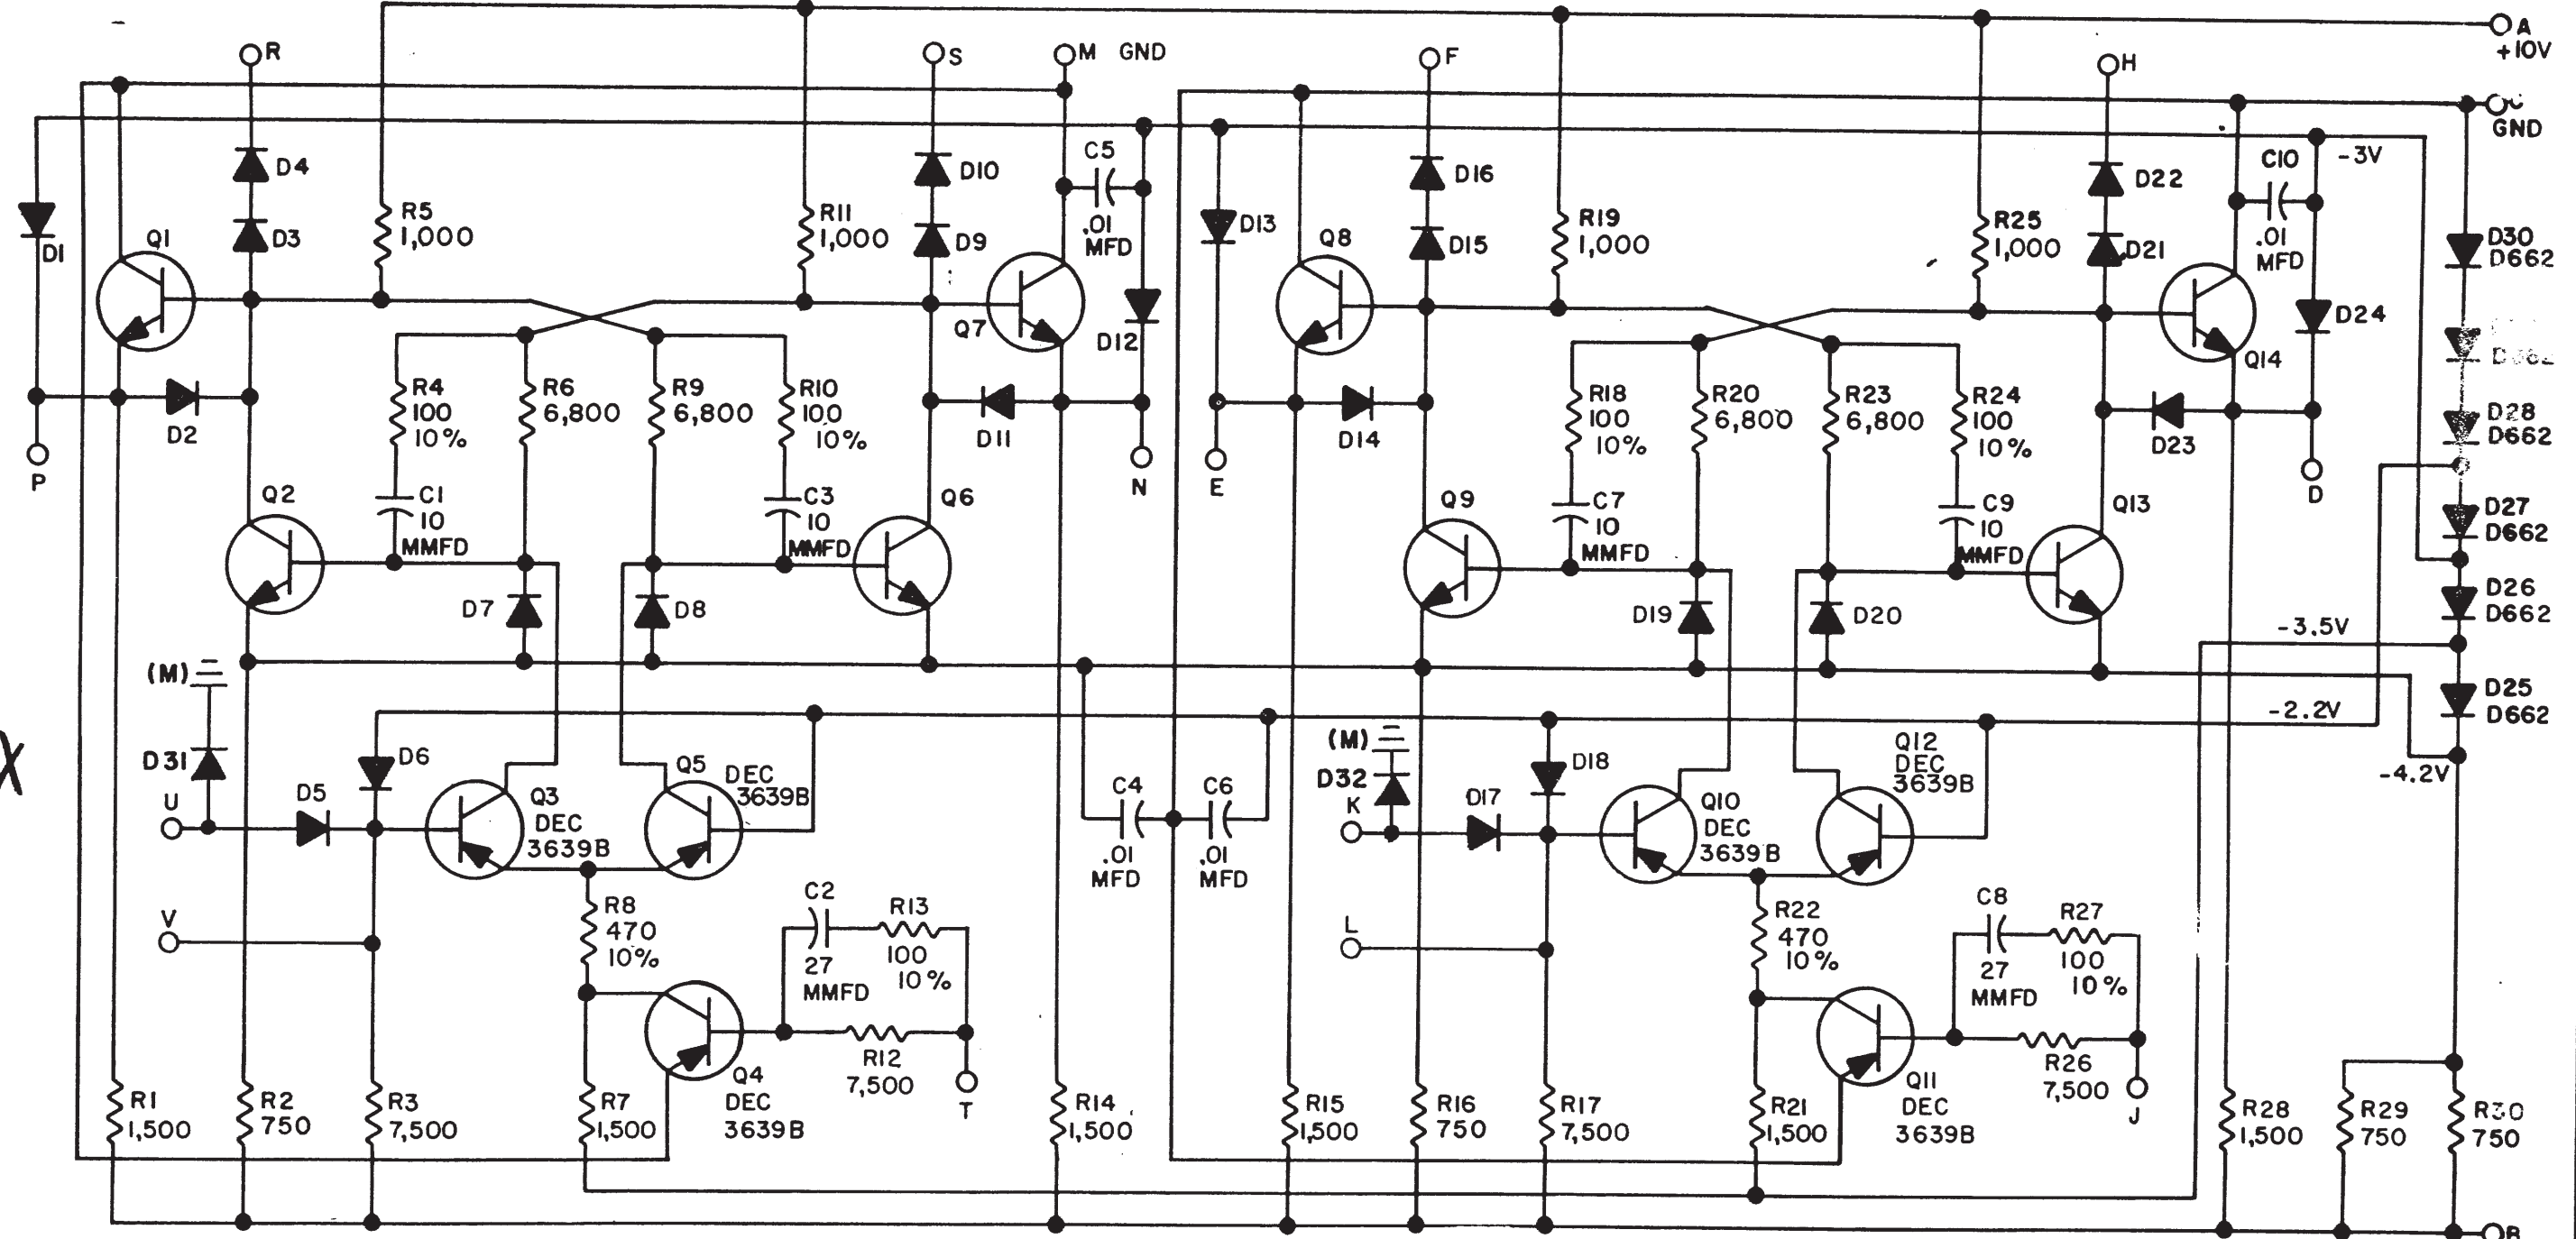 A
+10V
R
S
M GND
F
H
C
GND
D4
D10
C5
.01
MFD
D16
D22
C10
.01
MFD
-3V
D1
Q1
D3
R5
1,000
R11
1,000
D9
Q7
D12
D13
Q8
D15
R19
1,000
R25
1,000
D21
Q14
D24
D30
D662
D2
R4
100
10%
R6
6,800
R9
6,800
R10
100
10%
D11
D14
R18
100
10%
R20
6,800
R23
6,800
R24
100
10%
D23
D28
D662
P
N
E
D
Q2
C1
10
MMFD
C3
10
MMFD
Q6
Q9
C7
10
MMFD
C9
10
MMFD
Q13
D27
D662
D7
D8
D19
D20
D26
D662
-3.5V
(M)
D31
U
D5
D6
Q3
DEC
3639B
Q5
DEC
3639B
C4
.01
MFD
C6
.01
MFD
(M)
D32
K
D17
D18
Q10
DEC
3639B
Q12
DEC
3639B
-2.2V
D25
D662
-4.2V
X
V
R8
470
10%
C2
27
MMFD
R13
100
10%
L
R22
470
10%
C8
27
MMFD
R27
100
10%
R12
7,500
T
Q4
DEC
3639B
R26
7,500
J
Q11
DEC
3639B
R1
1,500
R2
750
R3
7,500
R7
1,500
R14
1,500
R15
1,500
R16
750
R17
7,500
R21
1,500
R28
1,500
R29
750
R30
750
B